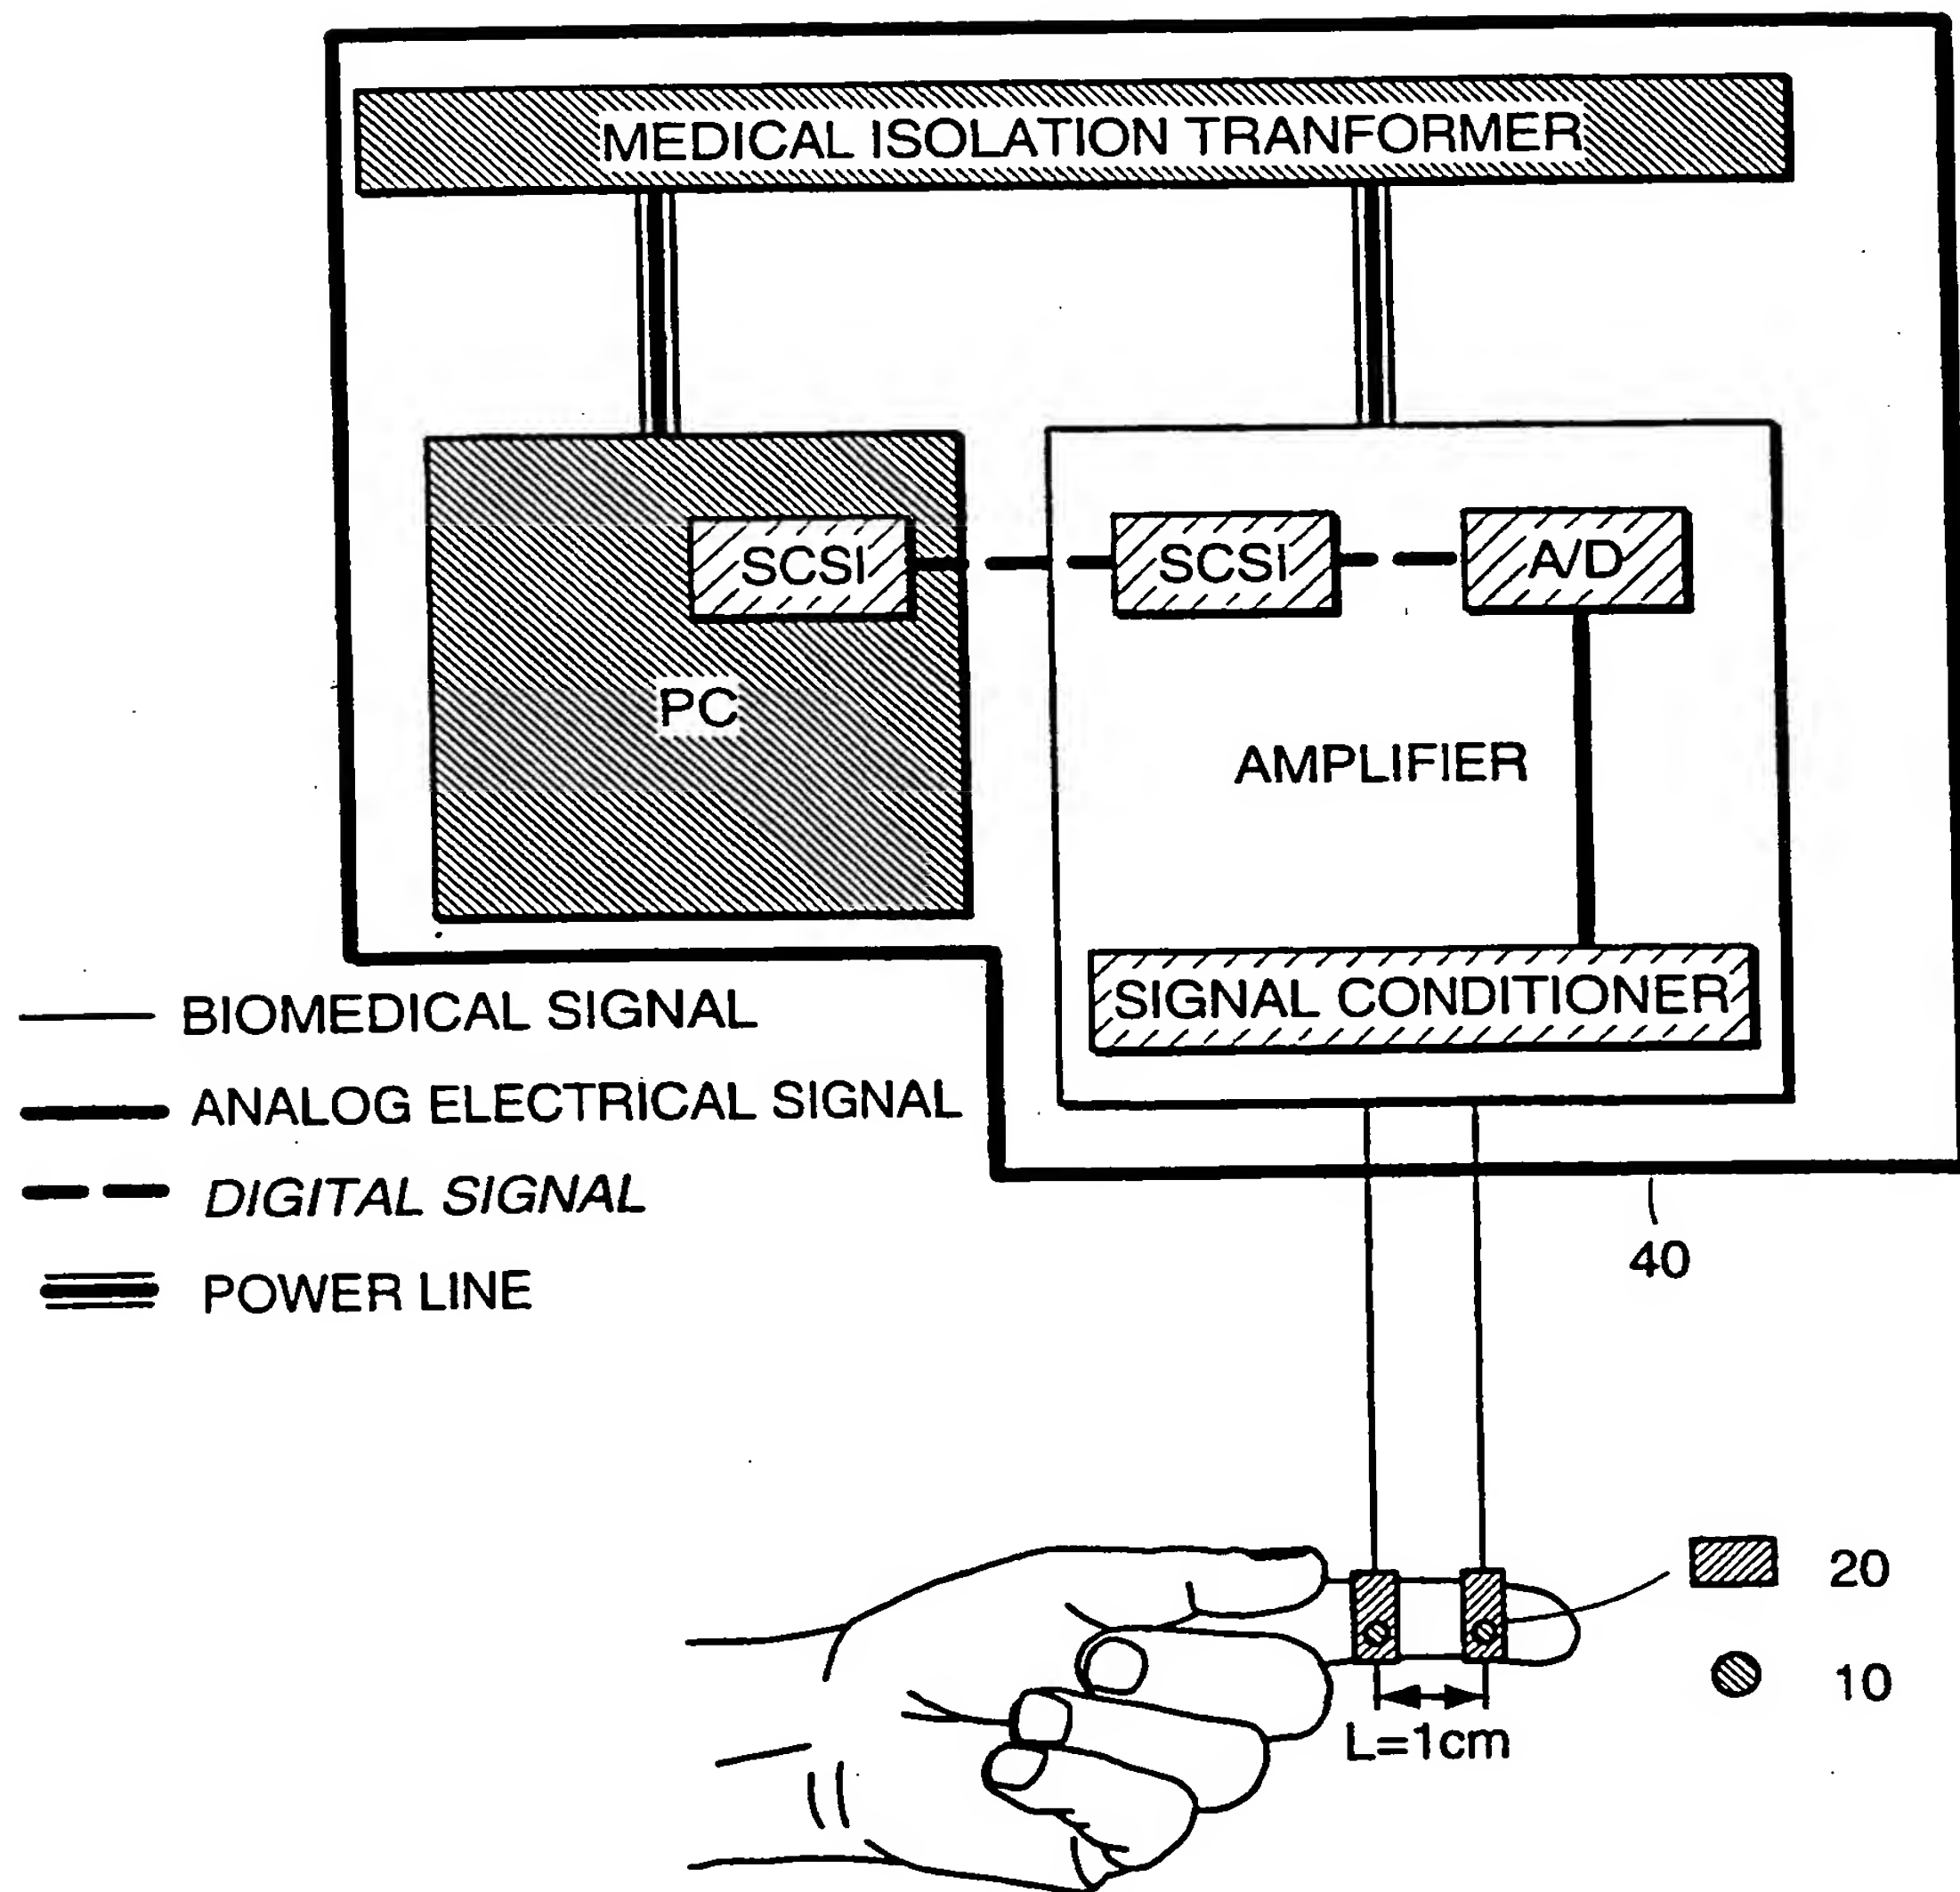 MEDICAL ISOLATION TRANFORMER
SCSI
SCSI
A/D
PC
AMPLIFIER
SIGNAL CONDITIONER
BIOMEDICAL SIGNAL
ANALOG ELECTRICAL SIGNAL
DIGITAL SIGNAL
POWER LINE
40
20
10
L=1cm